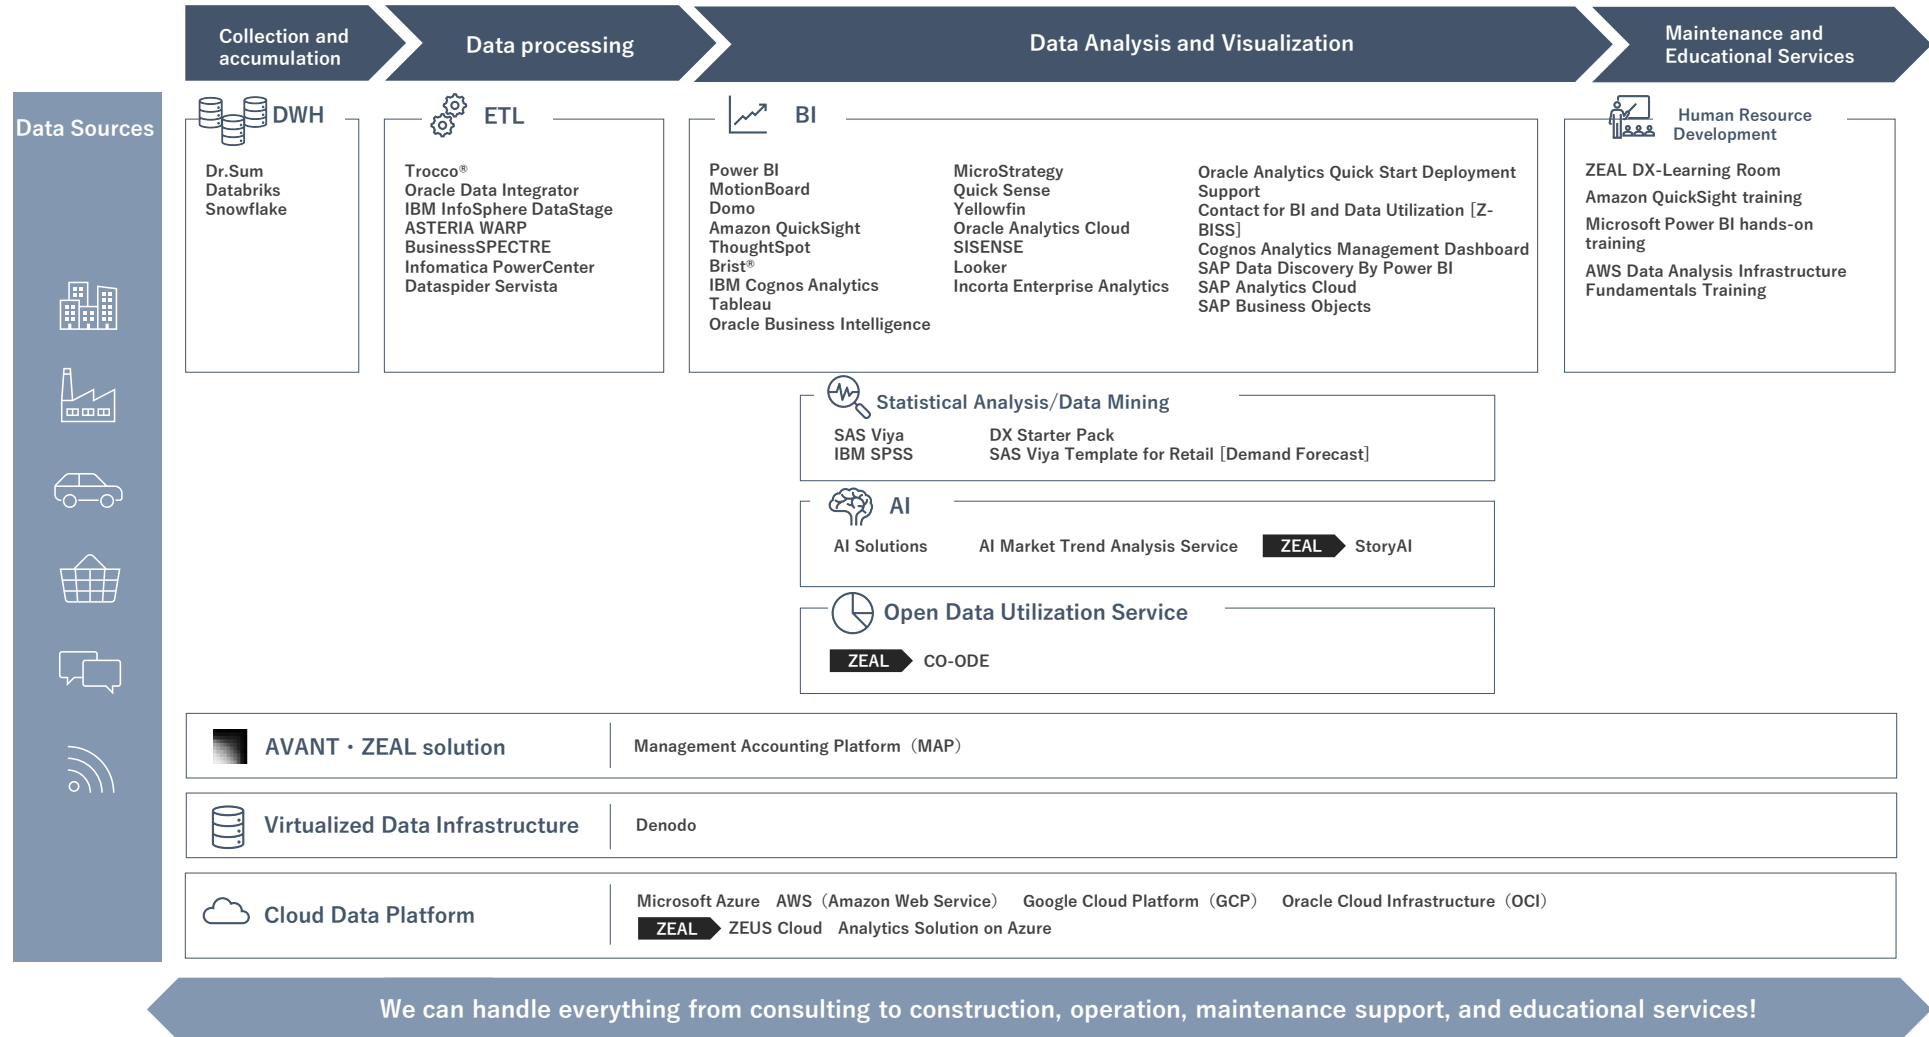 Collection and
accumulation
Data processing
Data Analysis and Visualization
Maintenance and
Educational Services
Data Sources
DWH
Dr.Sum
Databriks
Snowflake
ETL
Trocco®
Oracle Data Integrator
IBM InfoSphere DataStage
ASTERIA WARP
BusinessSPECTRE
Infomatica PowerCenter
Dataspider Servista
BI
Power BI
MotionBoard
Domo
Amazon QuickSight
ThoughtSpot
Brist®
IBM Cognos Analytics
Tableau
Oracle Business Intelligence
MicroStrategy
Quick Sense
Yellowfin
Oracle Analytics Cloud
SISENSE
Looker
Incorta Enterprise Analytics
Oracle Analytics Quick Start Deployment
Support
Contact for BI and Data Utilization [Z-
BISS]
Cognos Analytics Management Dashboard
SAP Data Discovery By Power BI
SAP Analytics Cloud
SAP Business Objects
Human Resource
Development
ZEAL DX-Learning Room
Amazon QuickSight training
Microsoft Power BI hands-on
training
AWS Data Analysis Infrastructure
Fundamentals Training
Statistical Analysis/Data Mining
SAS Viya
IBM SPSS
DX Starter Pack
SAS Viya Template for Retail [Demand Forecast]
AI
AI Solutions AI Market Trend Analysis Service ZEAL StoryAI
Open Data Utilization Service
ZEAL CO-ODE
AVANT・ZEAL solution
Management Accounting Platform（MAP）
Virtualized Data Infrastructure
Denodo
Cloud Data Platform
Microsoft Azure AWS（Amazon Web Service） Google Cloud Platform（GCP） Oracle Cloud Infrastructure（OCI）
ZEAL ZEUS Cloud Analytics Solution on Azure
We can handle everything from consulting to construction, operation, maintenance support, and educational services!